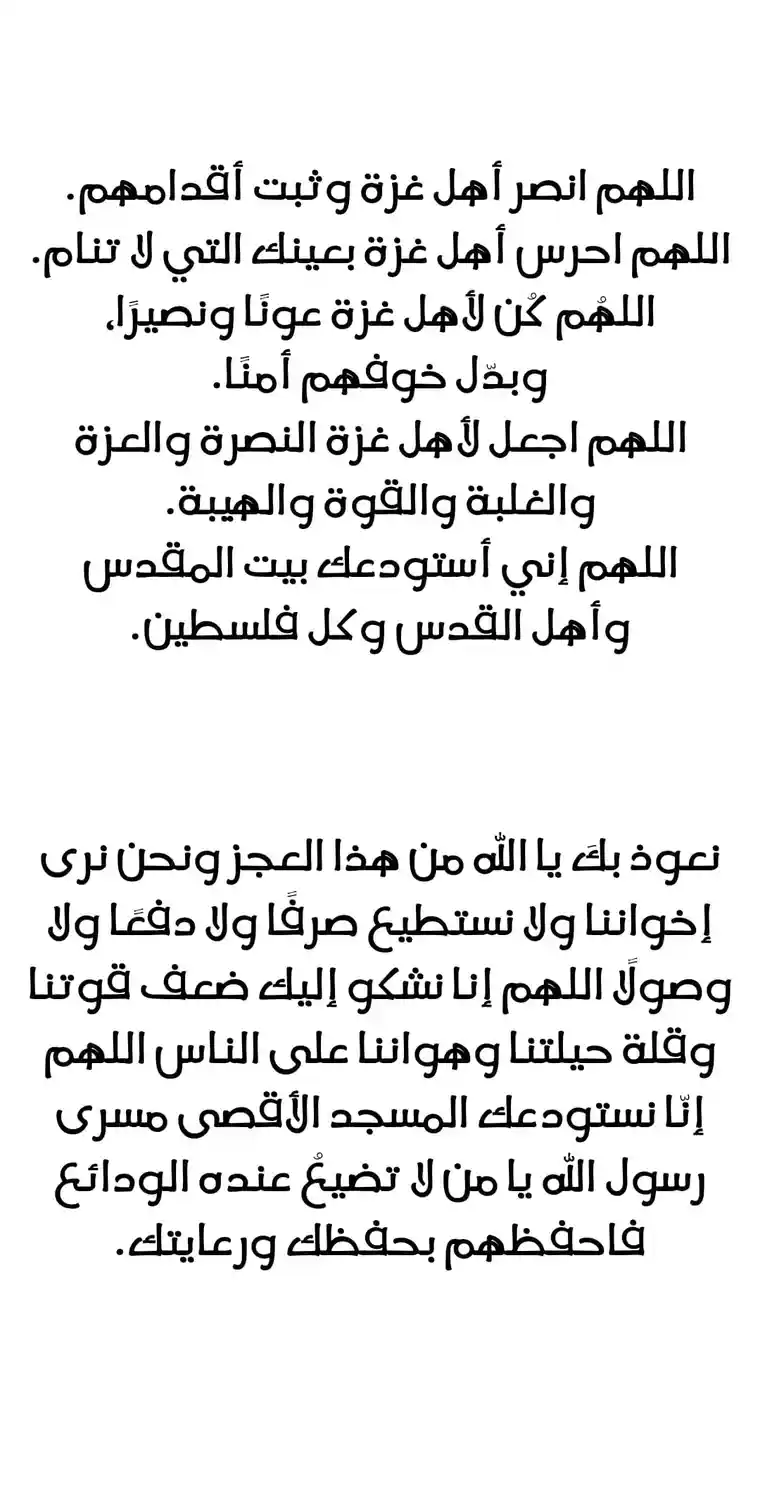 اللهم انصر أهل غزة وثبت أقدامهم.
اللهم احرس أهل غزة بعينك التي لا تنام.
اللهُم كُن لأهل غزة عونًا ونصيرًا،
وبدّل خوفهم أمنًا.
اللهم اجعل لأهل غزة النصرة والعزة
والغلبة والقوة والهيبة.
اللهم إني أستودعك بيت المقدس
وأهل القدس وكل فلسطين.
نعوذ بكَ يا الله من هذا العجز ونحن نرى
إخواننا ولا نستطيع صرفًا ولا دفعًا ولا
وصولًا اللهم إنا نشكو إليك ضعف قوتنا
وقلة حيلتنا وهواننا على الناس اللهم
إنّا نستودعك المسجد الأقصى مسرى
رسول الله يا من لا تضيعُ عنده الودائع
فاحفظهم بحفظك ورعايتك.